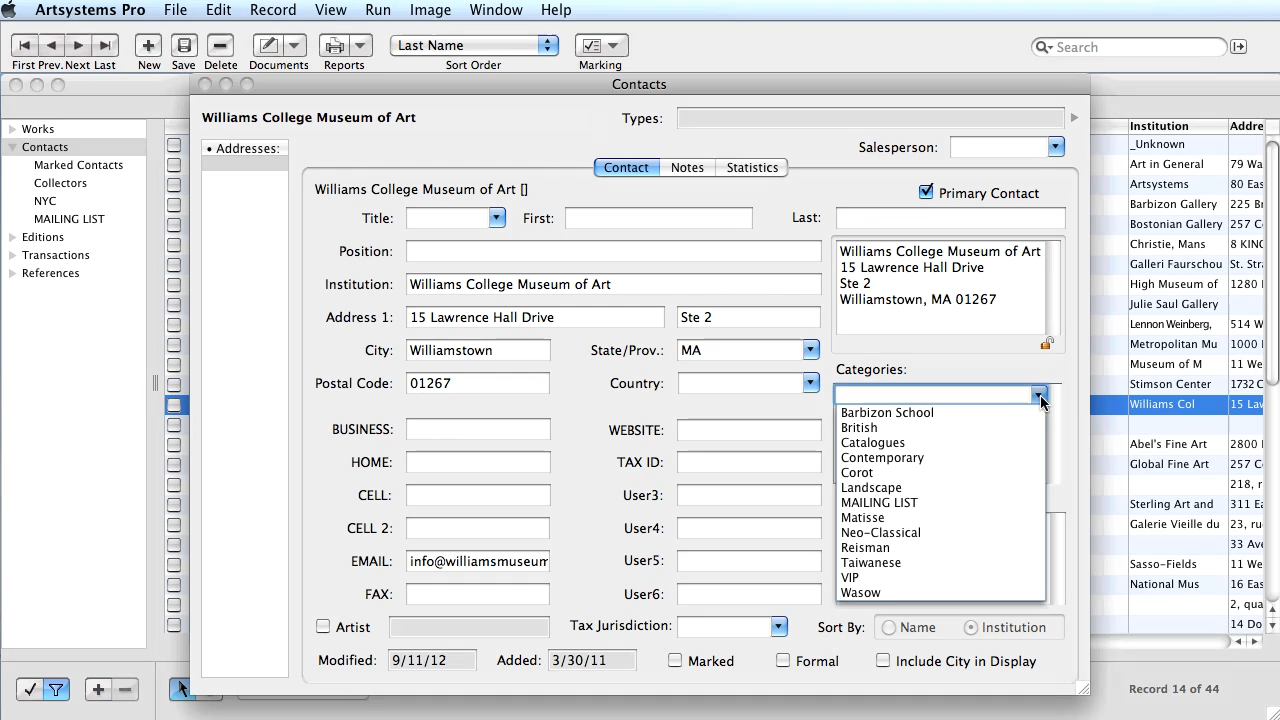 Artsystems Pro File Edit Record View Run Image Window Help
First Prev. Next Last New Save Delete Documents Reports Last Name Sort Order Marking Search
Contacts
Works
Contacts
Marked Contacts
Collectors
NYC
MAILING LIST
Editions
Transactions
References
Williams College Museum of Art
Types:
• Addresses:
Salesperson:
Contact Notes Statistics
Williams College Museum of Art []
Primary Contact
Title: First: Last:
Position:
Institution: Williams College Museum of Art
Address 1: 15 Lawrence Hall Drive Ste 2
City: Williamstown State/Prov.: MA
Postal Code: 01267 Country:
BUSINESS: WEBSITE:
HOME: TAX ID:
CELL: User3:
CELL 2: User4:
EMAIL: info@williamsmuseum User5:
FAX: User6:
Williams College Museum of Art
15 Lawrence Hall Drive
Ste 2
Williamstown, MA 01267
Categories:
Barbizon School
British
Catalogues
Contemporary
Corot
Landscape
MAILING LIST
Matisse
Neo-Classical
Reisman
Taiwanese
VIP
Wasow
Artist Tax Jurisdiction: Sort By: Name Institution
Modified: 9/11/12 Added: 3/30/11 Marked Formal Include City in Display
Institution Addre
_Unknown
Art in General 79 Wa
Artsystems 80 Eas
Barbizon Gallery 225 B
Bostonian Gallery 257 C
Christie, Mans 8 KING
Galleri Faurschou St. Stra
High Museum of 1280 I
Julie Saul Gallery
Lennon Weinberg, 514 W
Metropolitan Mu 1000
Museum of M 11 We
Stimson Center 1732 C
Williams Col 15 Law
Abel's Fine Art 2800
Global Fine Art 257 C
218, r
Sterling Art and 311 Ea
Galerie Vieille du 23, ru
33 Ave
Sasso-Fields 11 We
National Mus 16 Eas
2, qua
204 D
Record 14 of 44